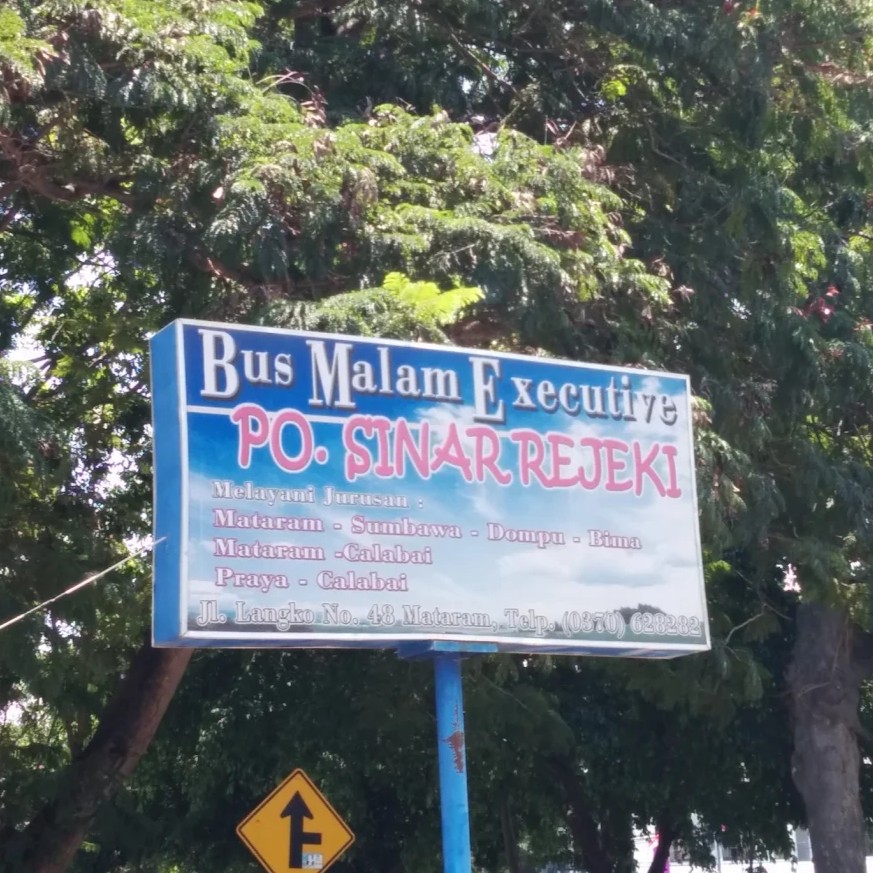 Bus Malam Executive
PO. SINAR REJEKI
Melayani Jurusan :
Mataram - Sumbawa - Dompu - Bima
Mataram -Calabai
Praya - Calabai
Jl. Langko No. 48 Mataram, Telp. (0370) 628282